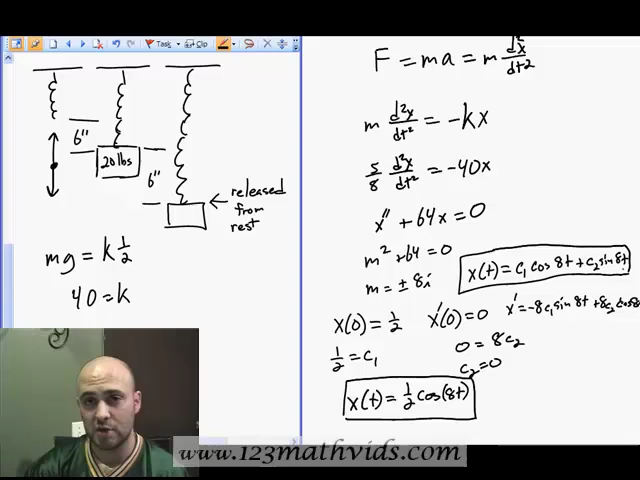 Task
Clip
6"
20 lbs
6"
released
from
rest
mg = k 1/2
40 = k
F = ma = m d²x/dt²
m d²x/dt² = -kx
5/8 d²x/dt² = -40x
x" + 64x = 0
m² + 64 = 0
m = ± 8i
x(t) = c₁ cos 8t + c₂ sin 8t
x(0) = 1/2
x'(0) = 0
x' = -8c₁ sin 8t + 8c₂ cos 8t
1/2 = c₁
0 = 8c₂
c₂ = 0
x(t) = 1/2 cos(8t)
www.123mathvids.com